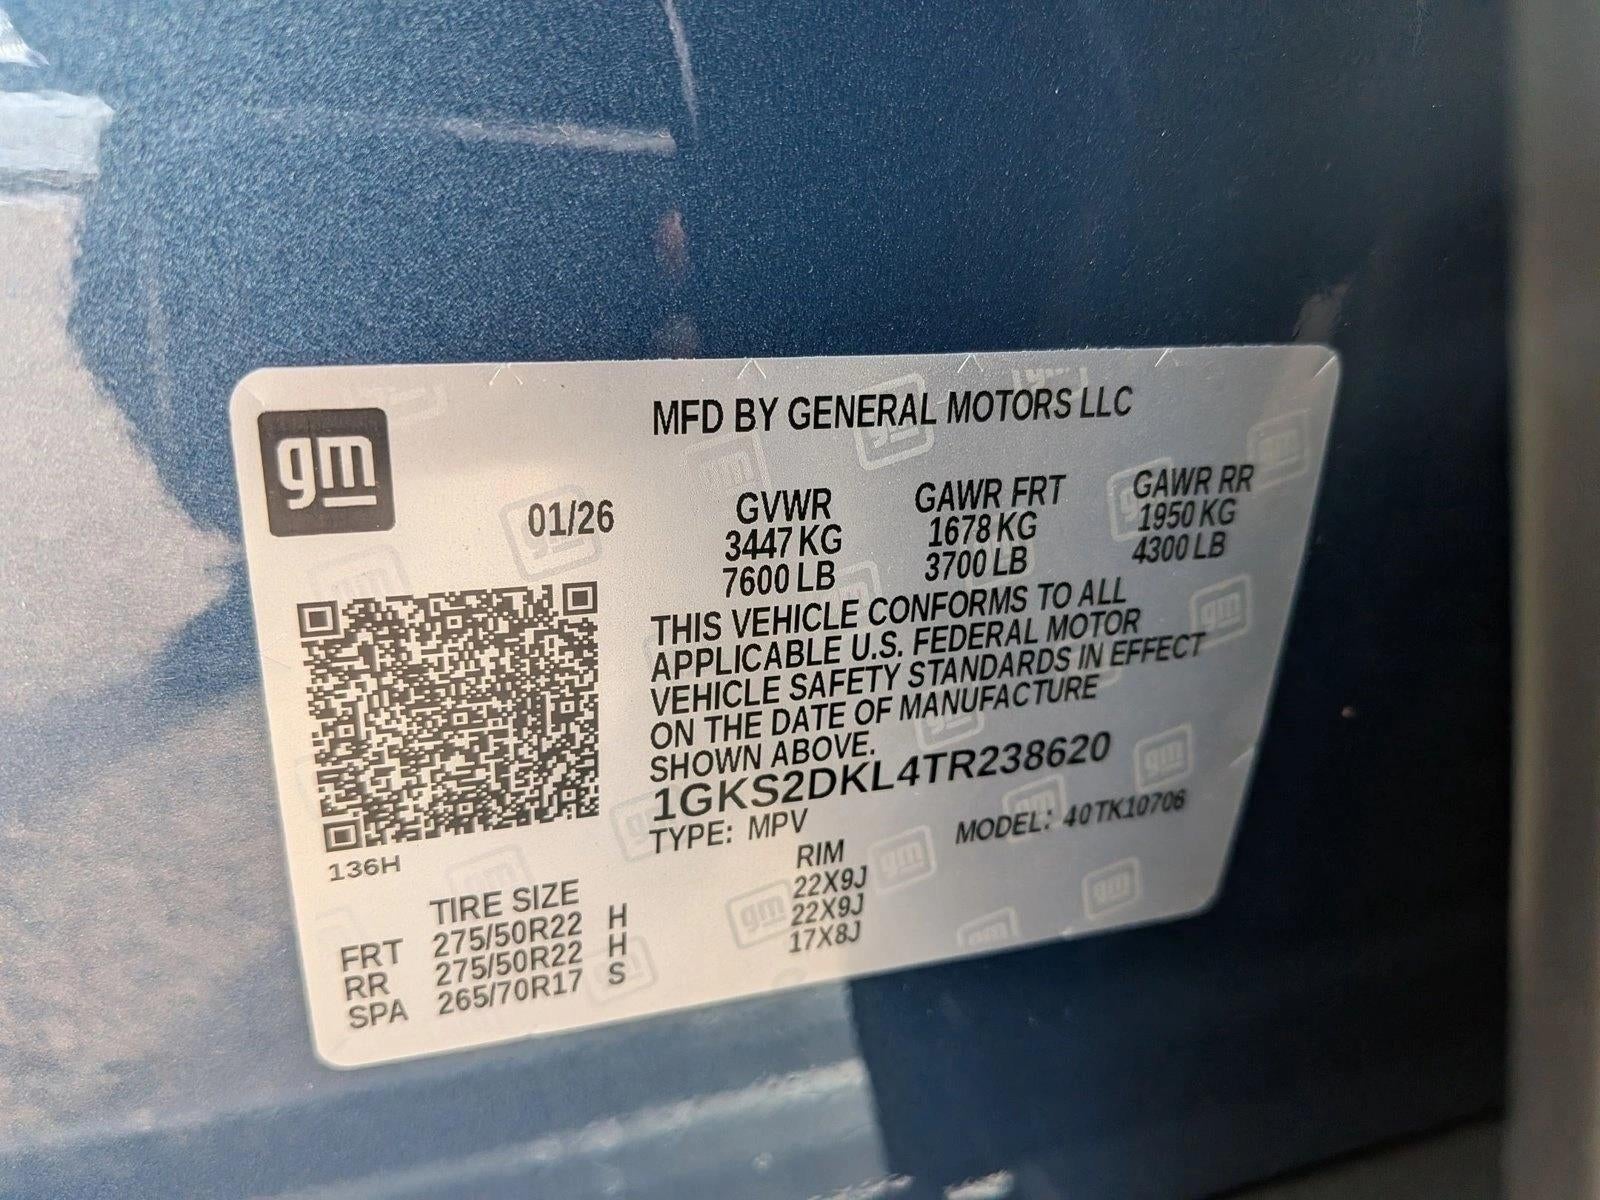 gm
MFD BY GENERAL MOTORS LLC
01/26
GVWR GAWR FRT GAWR RR
3447 KG 1678 KG 1950 KG
7600 LB 3700 LB 4300 LB
THIS VEHICLE CONFORMS TO ALL
APPLICABLE U.S. FEDERAL MOTOR
VEHICLE SAFETY STANDARDS IN EFFECT
ON THE DATE OF MANUFACTURE
SHOWN ABOVE.
1GKS2DKL4TR238620
TYPE: MPV MODEL: 40TK10706
136H
TIRE SIZE RIM
FRT 275/50R22 H 22X9J
RR 275/50R22 H 22X9J
SPA 265/70R17 S 17X8J